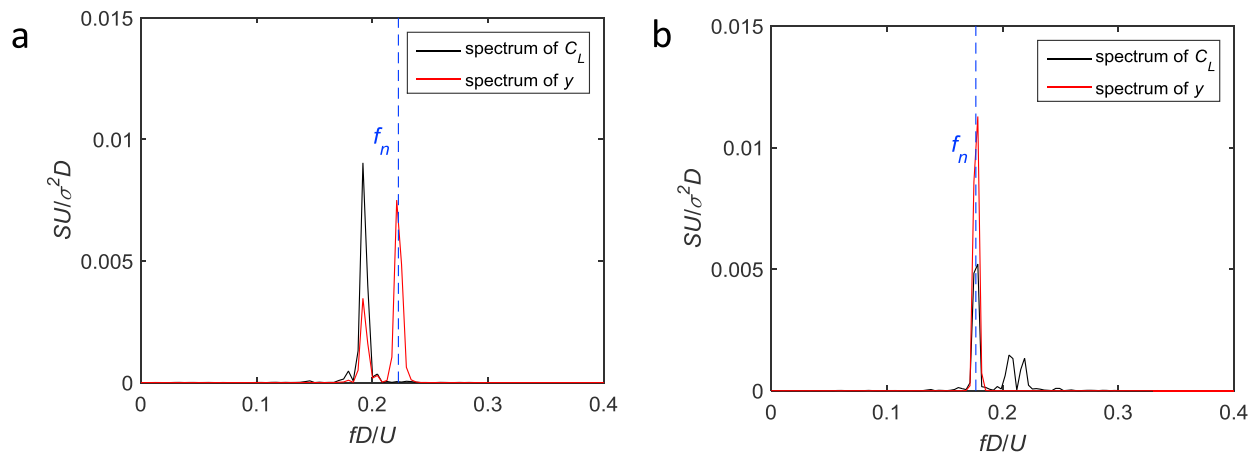 a
0.015
0.01
0.005
0
SU/σ²D
spectrum of C_L
spectrum of y
f_n
0
0.1
0.2
0.3
0.4
fD/U
b
0.015
0.01
0.005
0
SU/σ²D
spectrum of C_L
spectrum of y
f_n
0
0.1
0.2
0.3
0.4
fD/U